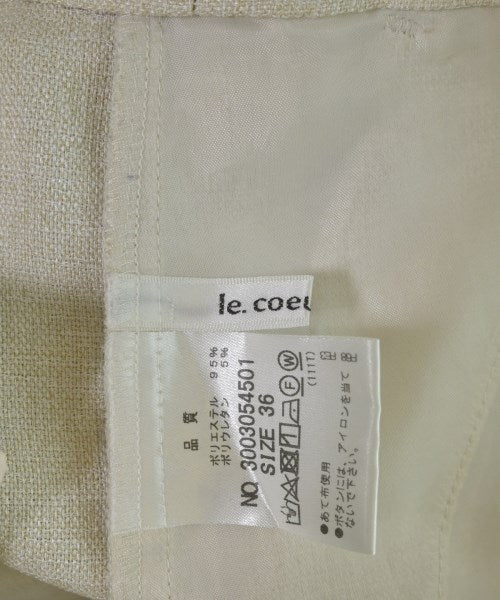 le. coeu
品質
ポリエステル 95%
ポリウレタン 5%
NO. 3003054501
SIZE 36
(111T)
●あて布使用
●ボタンには、アイロンを当て
ないで下さい。